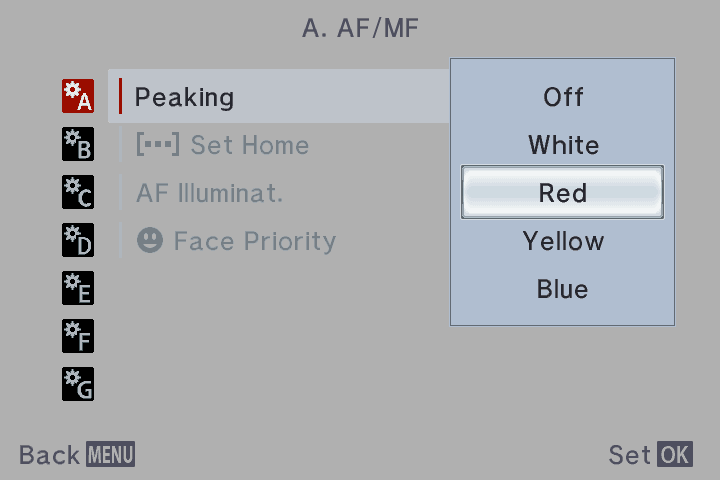 A. AF/MF
A Peaking Off
B [▪▪▪] Set Home White
C AF Illuminat. Red
D Face Priority Yellow
E Blue
F
G
Back MENU Set OK